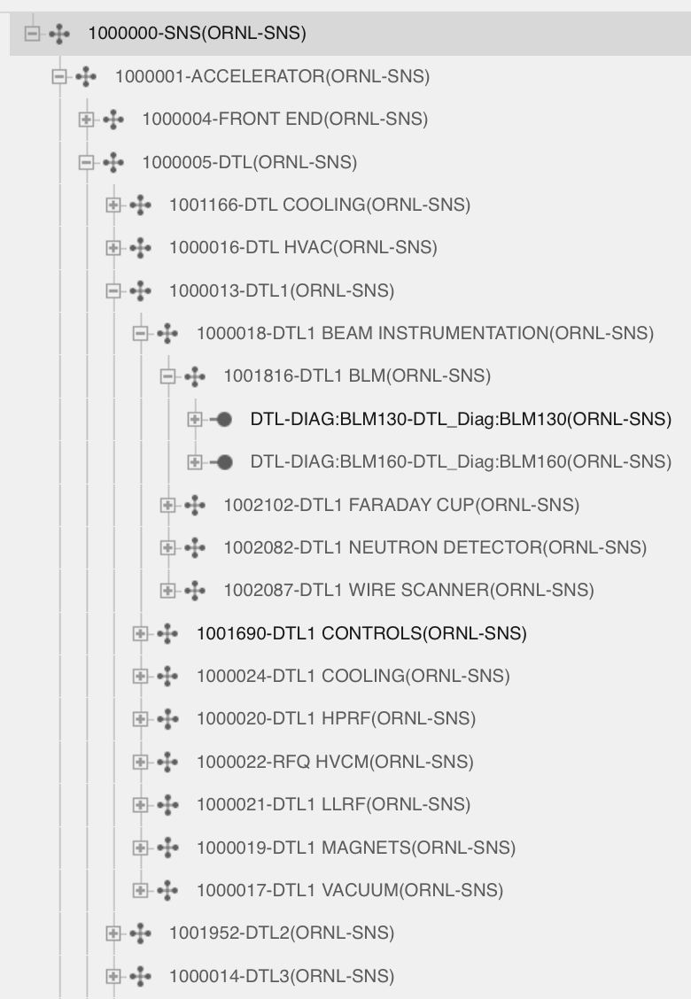 1000000-SNS(ORNL-SNS)
1000001-ACCELERATOR(ORNL-SNS)
1000004-FRONT END(ORNL-SNS)
1000005-DTL(ORNL-SNS)
1001166-DTL COOLING(ORNL-SNS)
1000016-DTL HVAC(ORNL-SNS)
1000013-DTL1(ORNL-SNS)
1000018-DTL1 BEAM INSTRUMENTATION(ORNL-SNS)
1001816-DTL1 BLM(ORNL-SNS)
DTL-DIAG:BLM130-DTL_Diag:BLM130(ORNL-SNS)
DTL-DIAG:BLM160-DTL_Diag:BLM160(ORNL-SNS)
1002102-DTL1 FARADAY CUP(ORNL-SNS)
1002082-DTL1 NEUTRON DETECTOR(ORNL-SNS)
1002087-DTL1 WIRE SCANNER(ORNL-SNS)
1001690-DTL1 CONTROLS(ORNL-SNS)
1000024-DTL1 COOLING(ORNL-SNS)
1000020-DTL1 HPRF(ORNL-SNS)
1000022-RFQ HVCM(ORNL-SNS)
1000021-DTL1 LLRF(ORNL-SNS)
1000019-DTL1 MAGNETS(ORNL-SNS)
1000017-DTL1 VACUUM(ORNL-SNS)
1001952-DTL2(ORNL-SNS)
1000014-DTL3(ORNL-SNS)